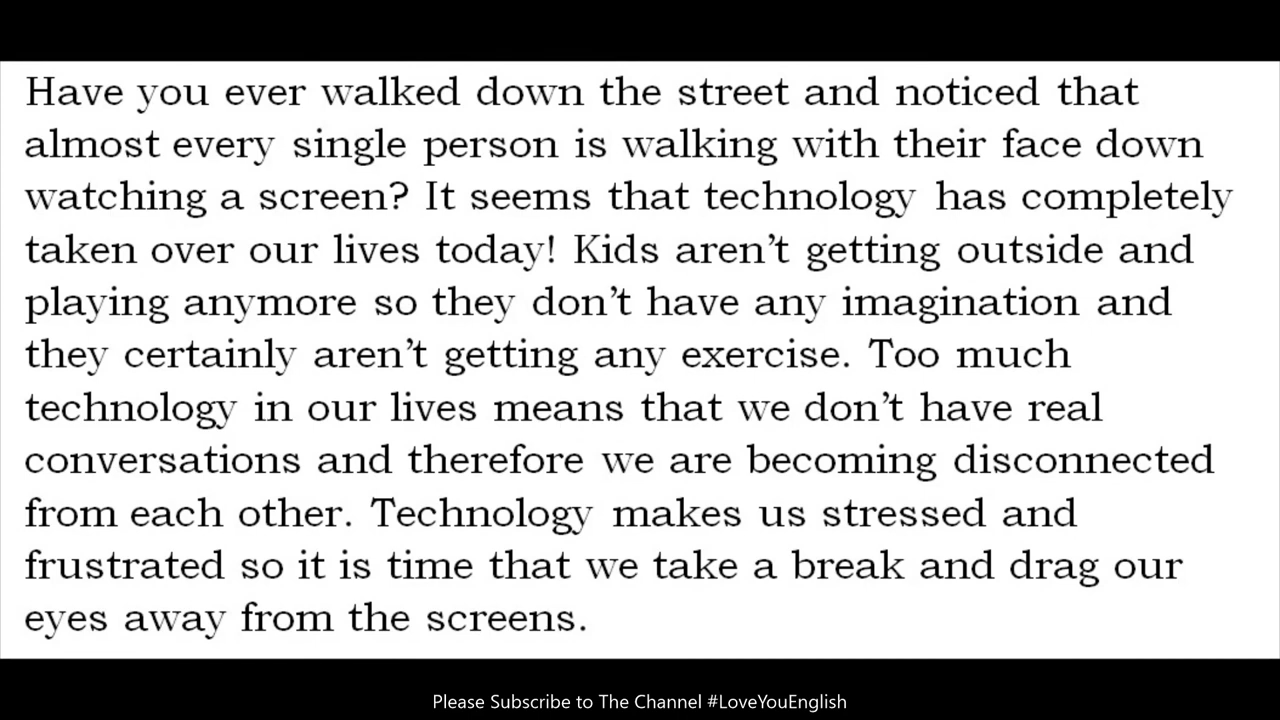 Have you ever walked down the street and noticed that
almost every single person is walking with their face down
watching a screen? It seems that technology has completely
taken over our lives today! Kids aren’t getting outside and
playing anymore so they don’t have any imagination and
they certainly aren’t getting any exercise. Too much
technology in our lives means that we don’t have real
conversations and therefore we are becoming disconnected
from each other. Technology makes us stressed and
frustrated so it is time that we take a break and drag our
eyes away from the screens.
Please Subscribe to The Channel #LoveYouEnglish